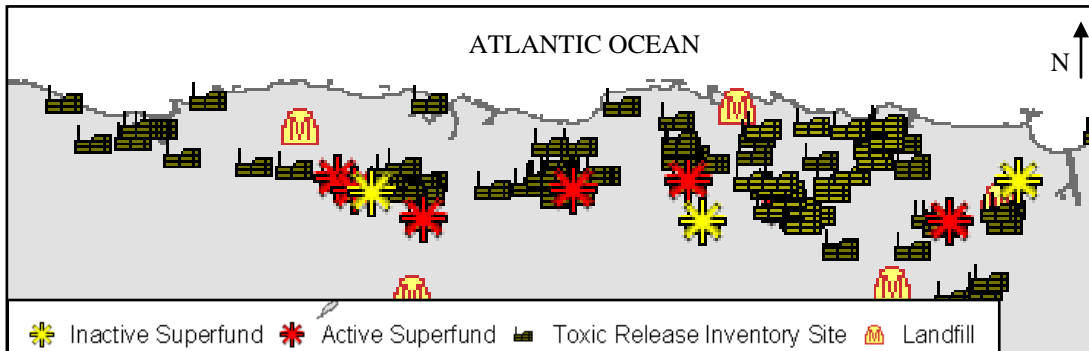 ATLANTIC OCEAN
N
Inactive Superfund Active Superfund Toxic Release Inventory Site Landfill